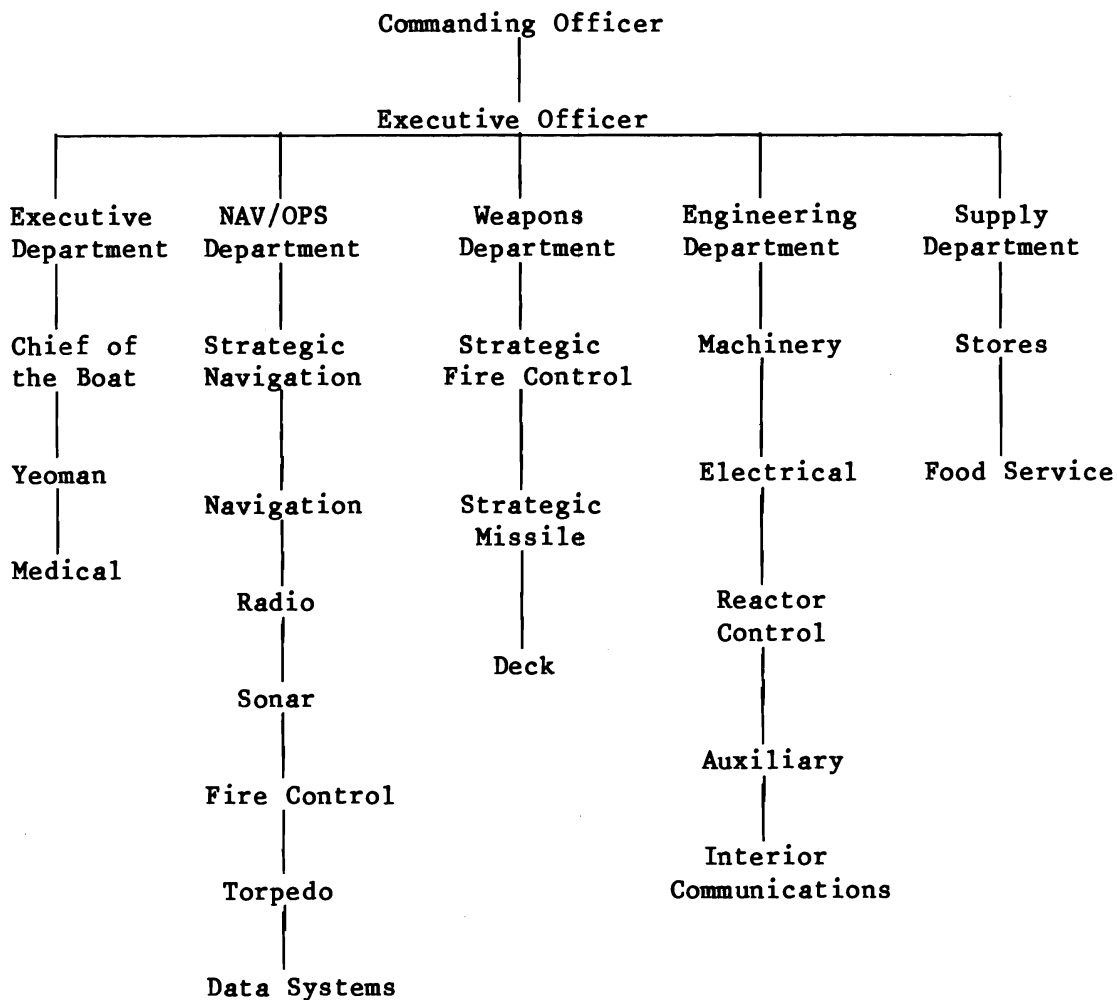 Commanding Officer
Executive Officer
Executive
Department
NAV/OPS
Department
Weapons
Department
Engineering
Department
Supply
Department
Chief of
the Boat
Yeoman
Medical
Strategic
Navigation
Navigation
Radio
Sonar
Fire Control
Torpedo
Data Systems
Strategic
Fire Control
Strategic
Missile
Deck
Machinery
Electrical
Reactor
Control
Auxiliary
Interior
Communications
Stores
Food Service